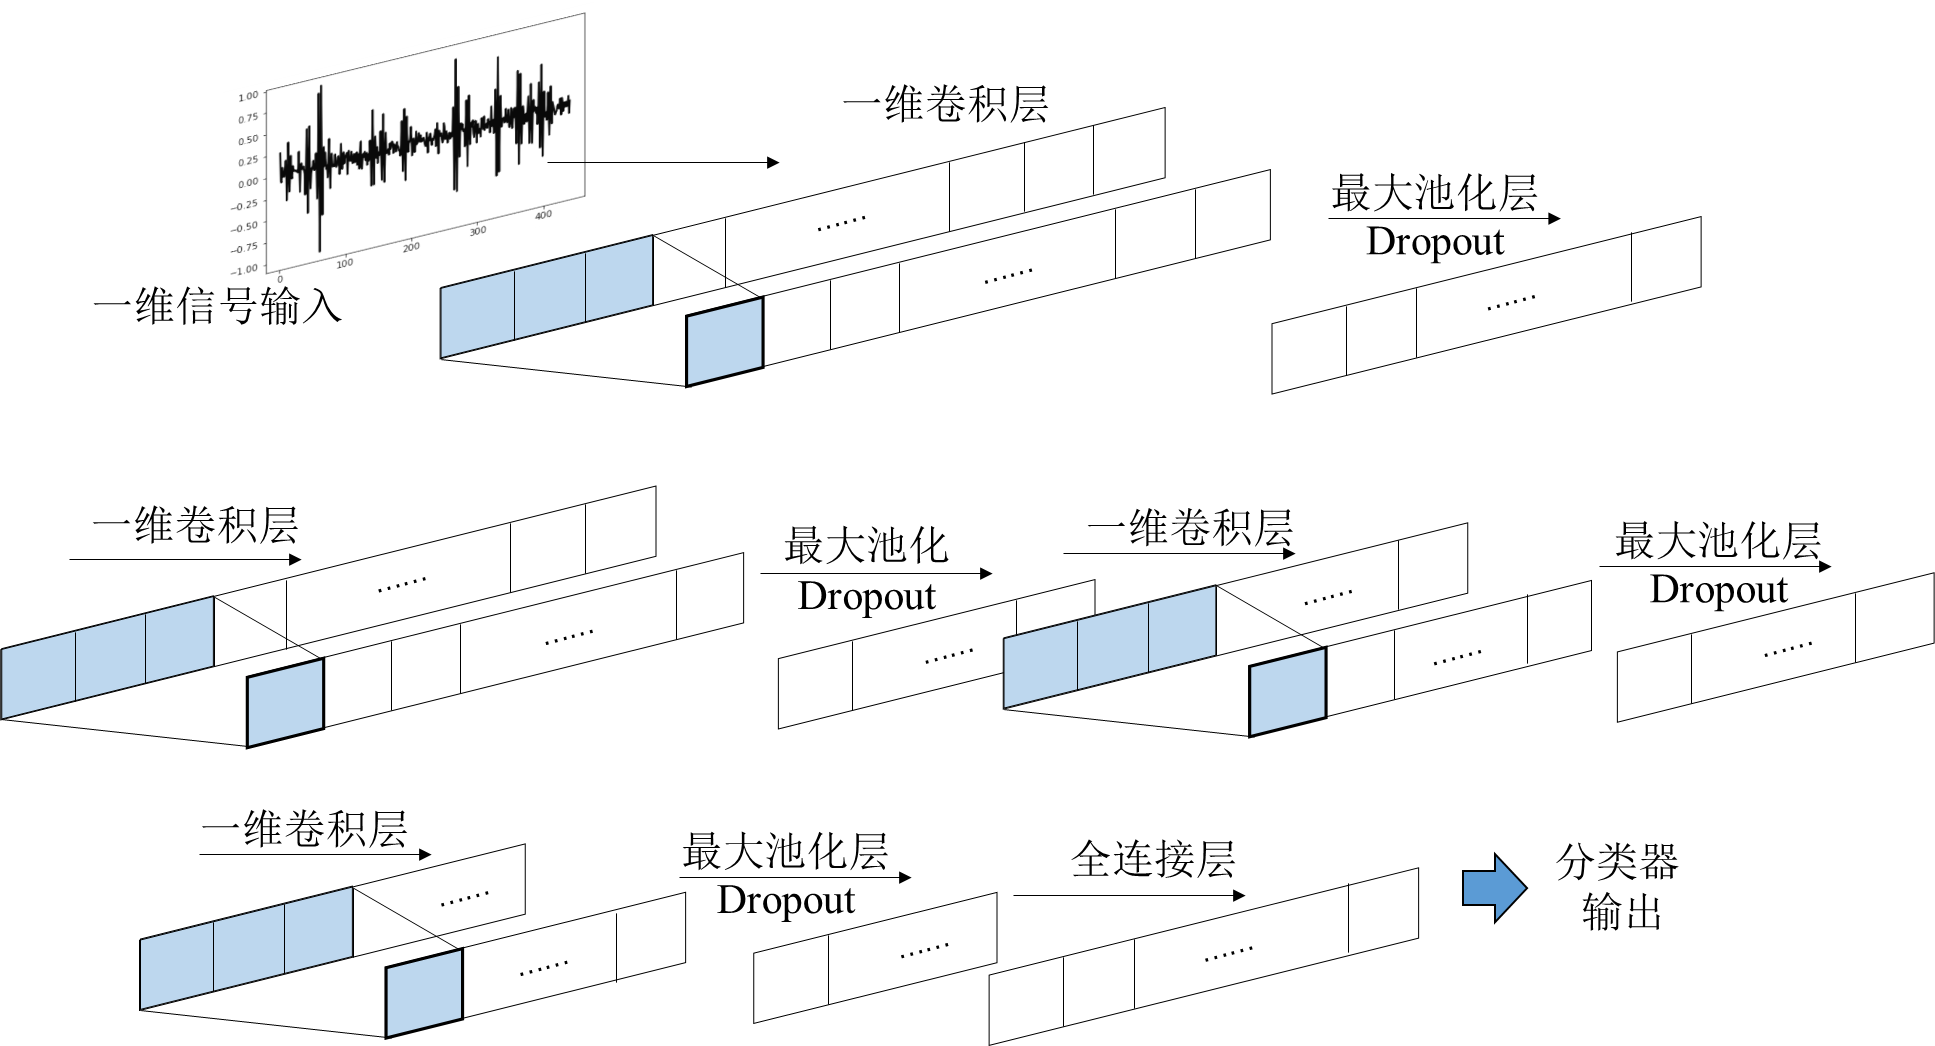 1.00
0.75
0.50
0.25
0.00
−0.25
−0.50
−0.75
−1.00
0
100
200
300
400
一维信号输入
一维卷积层
……
……
最大池化层
Dropout
……
一维卷积层
……
……
最大池化
Dropout
……
一维卷积层
……
……
最大池化层
Dropout
……
一维卷积层
……
……
最大池化层
Dropout
……
全连接层
……
分类器
输出